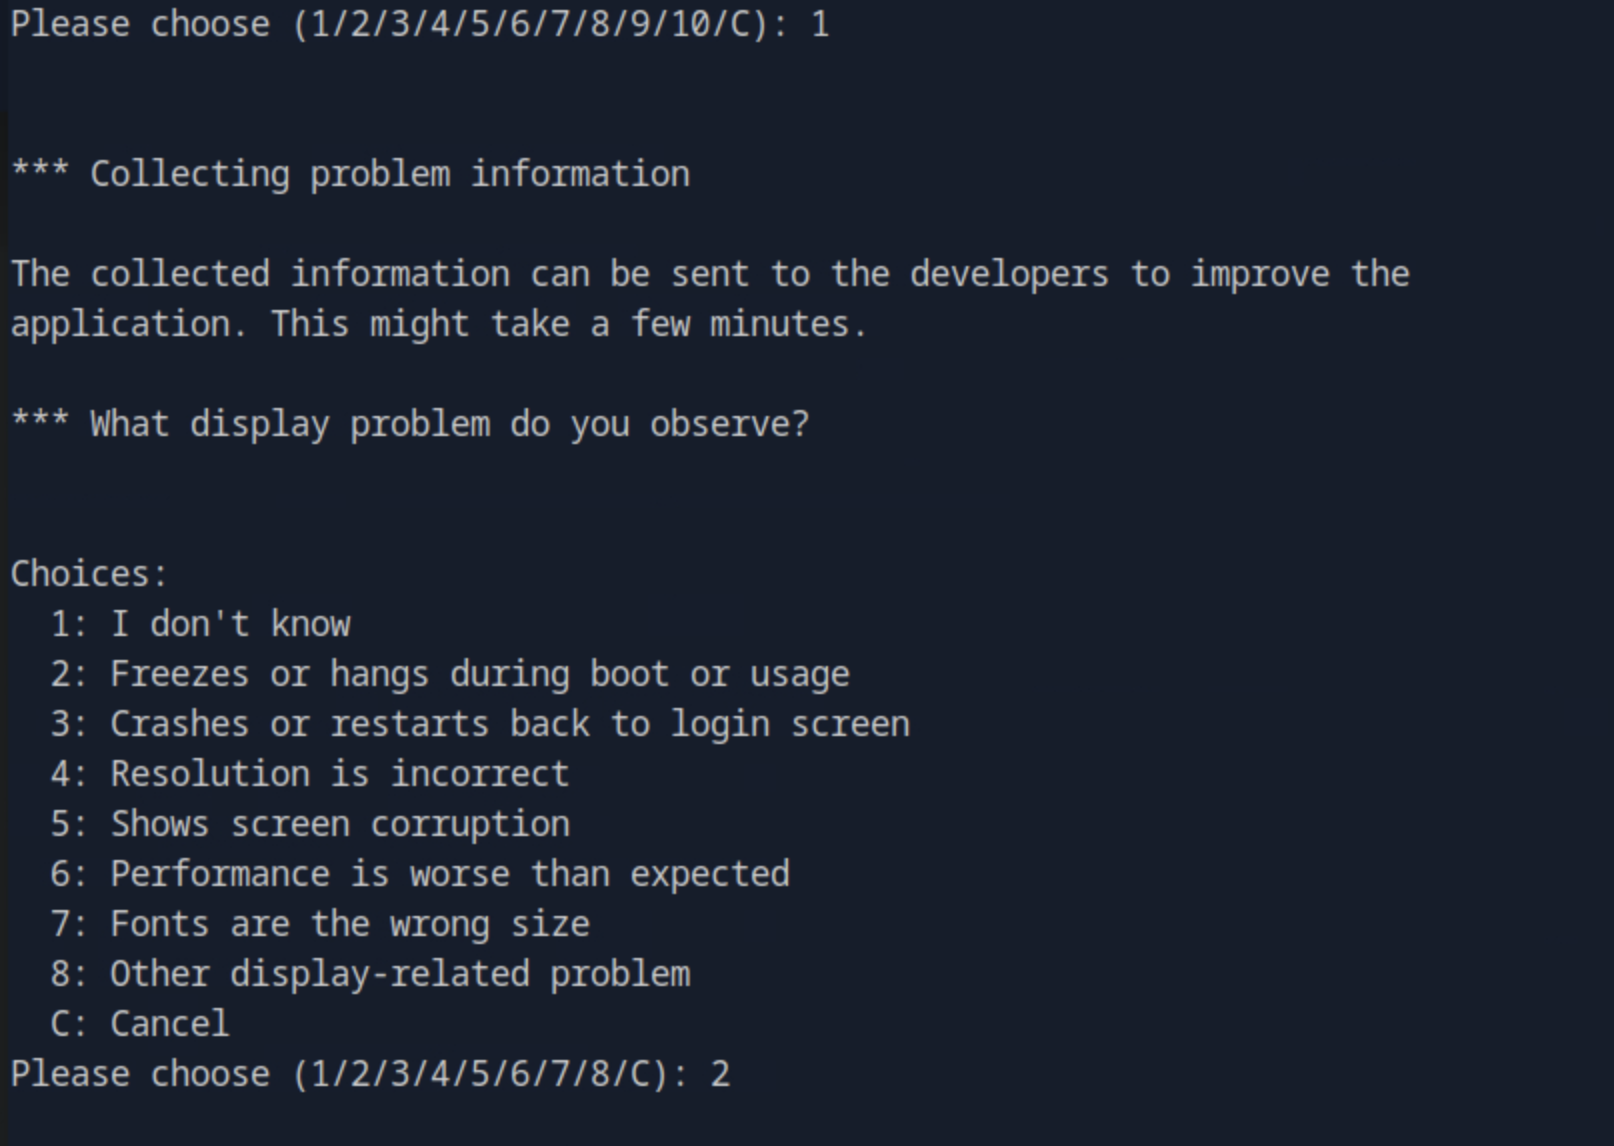 Please choose (1/2/3/4/5/6/7/8/9/10/C): 1
*** Collecting problem information
The collected information can be sent to the developers to improve the
application. This might take a few minutes.
*** What display problem do you observe?
Choices:
1: I don't know
2: Freezes or hangs during boot or usage
3: Crashes or restarts back to login screen
4: Resolution is incorrect
5: Shows screen corruption
6: Performance is worse than expected
7: Fonts are the wrong size
8: Other display-related problem
C: Cancel
Please choose (1/2/3/4/5/6/7/8/C): 2